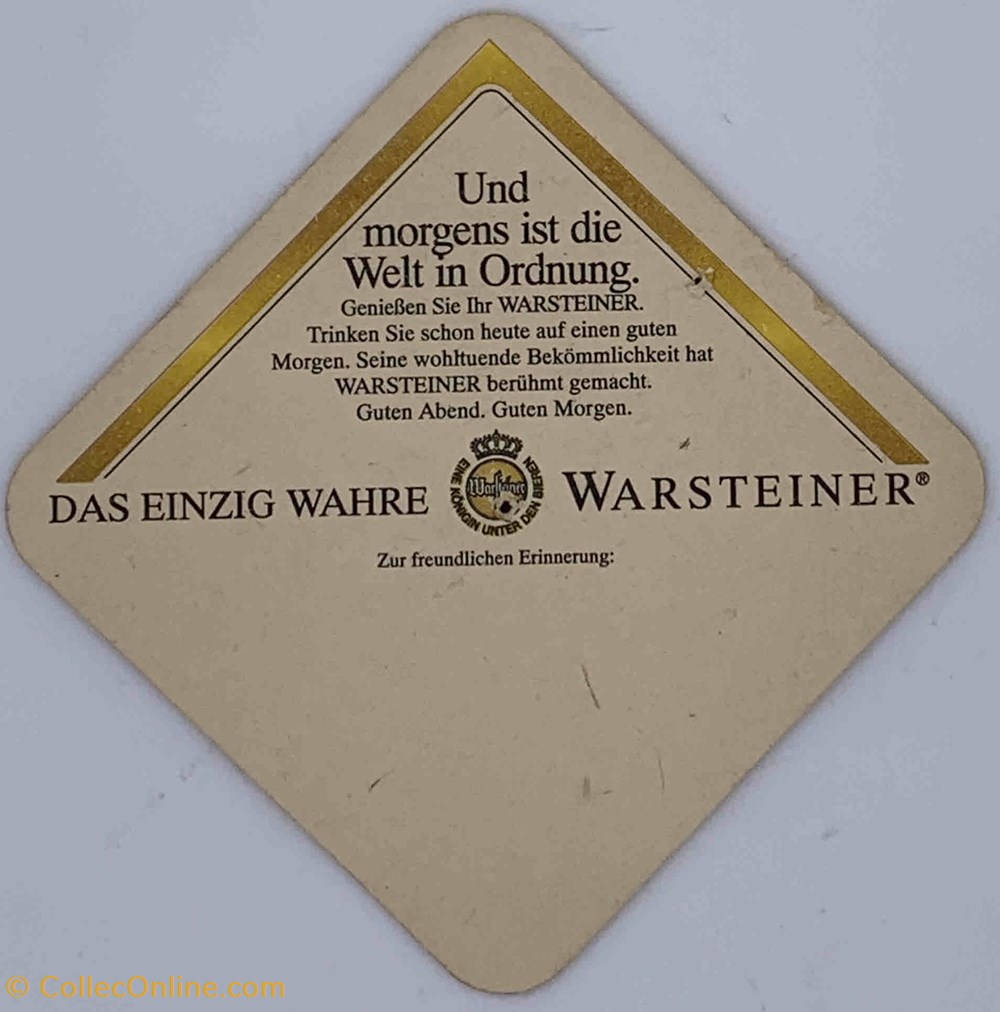 Und
morgens ist die
Welt in Ordnung.
Genießen Sie Ihr WARSTEINER.
Trinken Sie schon heute auf einen guten
Morgen. Seine wohltuende Bekömmlichkeit hat
WARSTEINER berühmt gemacht.
Guten Abend. Guten Morgen.
DAS EINZIG WAHRE
Warsteiner
EINE KÖNIGIN UNTER DEN BIEREN
WARSTEINER®
Zur freundlichen Erinnerung:
© CollecOnline.com